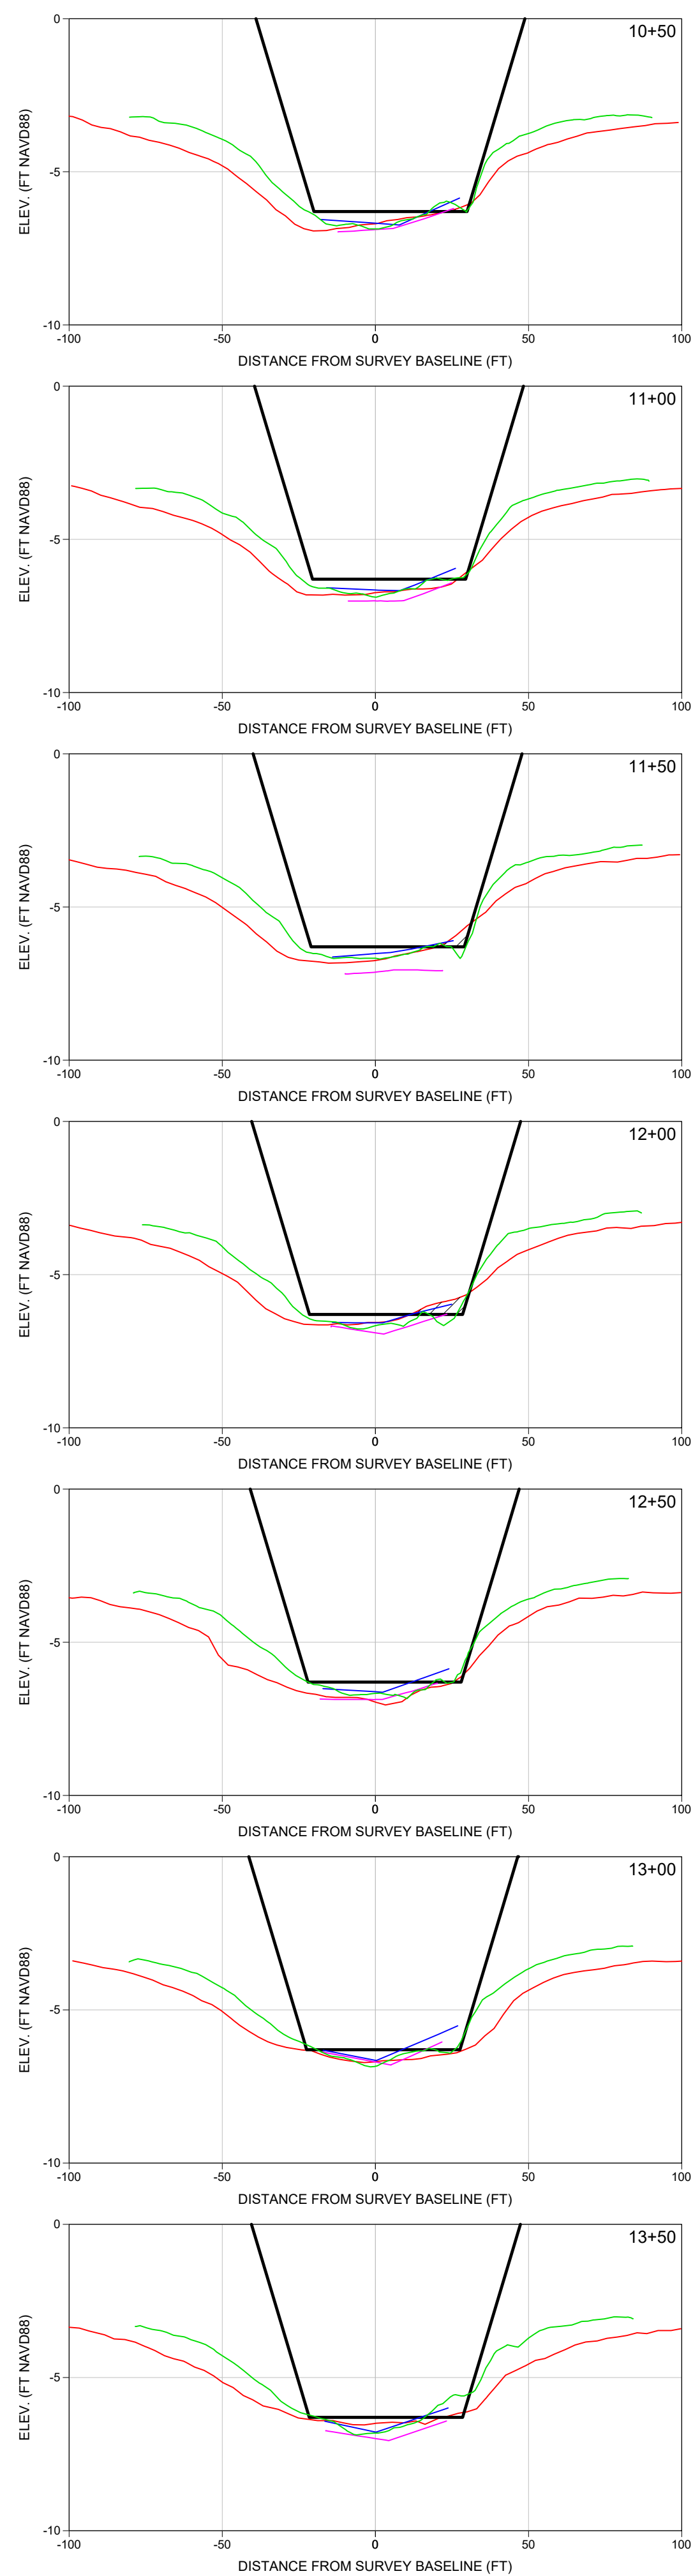 0
10+50
ELEV. (FT NAVD88)
-5
-10
-100 -50 0 50 100
DISTANCE FROM SURVEY BASELINE (FT)
0
11+00
ELEV. (FT NAVD88)
-5
-10
-100 -50 0 50 100
DISTANCE FROM SURVEY BASELINE (FT)
0
11+50
ELEV. (FT NAVD88)
-5
-10
-100 -50 0 50 100
DISTANCE FROM SURVEY BASELINE (FT)
0
12+00
ELEV. (FT NAVD88)
-5
-10
-100 -50 0 50 100
DISTANCE FROM SURVEY BASELINE (FT)
0
12+50
ELEV. (FT NAVD88)
-5
-10
-100 -50 0 50 100
DISTANCE FROM SURVEY BASELINE (FT)
0
13+00
ELEV. (FT NAVD88)
-5
-10
-100 -50 0 50 100
DISTANCE FROM SURVEY BASELINE (FT)
0
13+50
ELEV. (FT NAVD88)
-5
-10
-100 -50 0 50 100
DISTANCE FROM SURVEY BASELINE (FT)